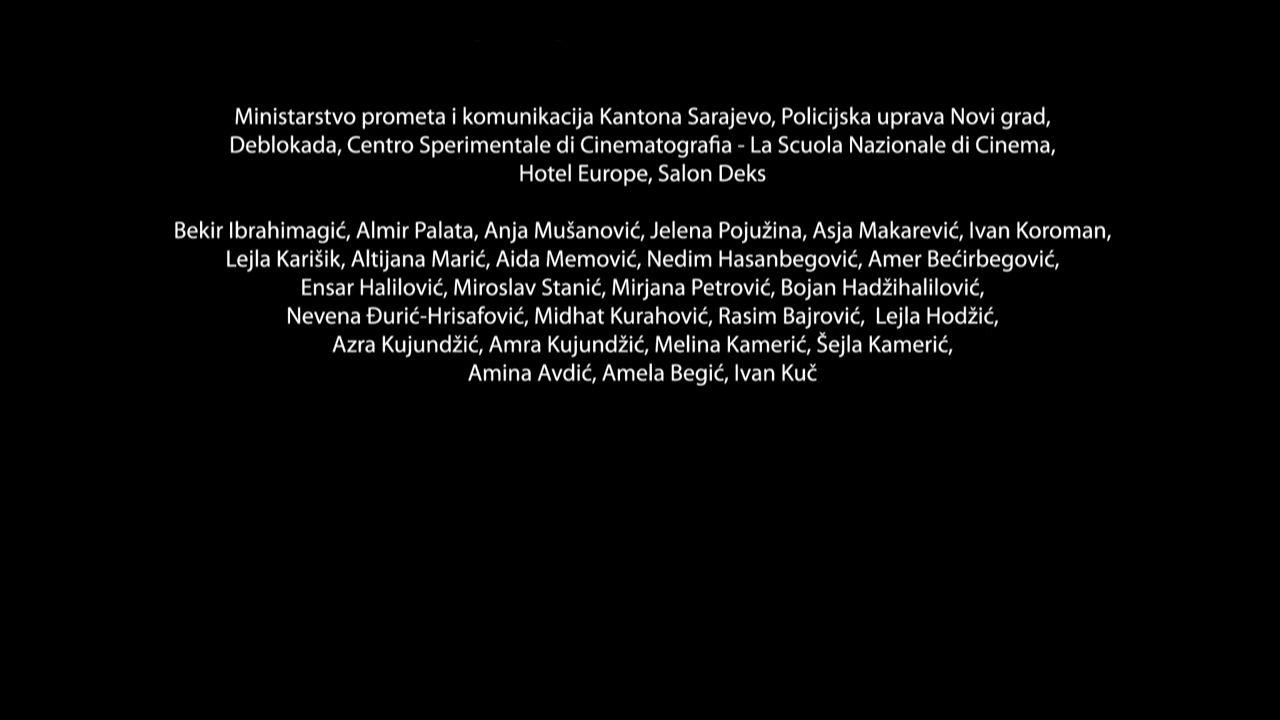 Ministarstvo prometa i komunikacija Kantona Sarajevo, Policijska uprava Novi grad,
Deblokada, Centro Sperimentale di Cinematografia - La Scuola Nazionale di Cinema,
Hotel Europe, Salon Deks
Bekir Ibrahimagić, Almir Palata, Anja Mušanović, Jelena Pojužina, Asja Makarević, Ivan Koroman,
Lejla Karišik, Altijana Marić, Aida Memović, Nedim Hasanbegović, Amer Bećirbegović,
Ensar Halilović, Miroslav Stanić, Mirjana Petrović, Bojan Hadžihalilović,
Nevena Đurić-Hrisafović, Midhat Kurahović, Rasim Bajrović, Lejla Hodžić,
Azra Kujundžić, Amra Kujundžić, Melina Kamerić, Šejla Kamerić,
Amina Avdić, Amela Begić, Ivan Kuč